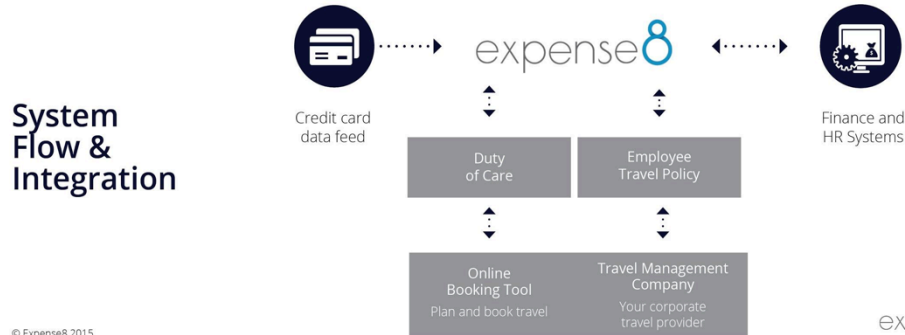 System
Flow &
Integration
expense8
Credit card
data feed
Finance and
HR Systems
Duty
of Care
Employee
Travel Policy
Online
Booking Tool
Plan and book travel
Travel Management
Company
Your corporate
travel provider
© Expense8 2015
ex